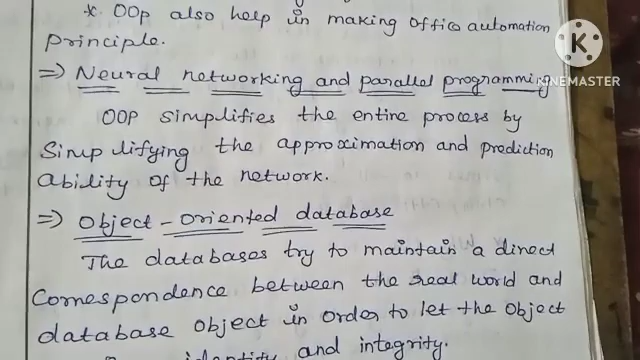 * OOP also help in making office automation
principle.
⇒ Neural networking and parallel programming
OOP simplifies the entire process by
simplifying the approximation and prediction
ability of the network.
⇒ Object-oriented database
The databases try to maintain a direct
correspondence between the real world and
database object in order to let the object
identity and integrity.
KINEMASTER